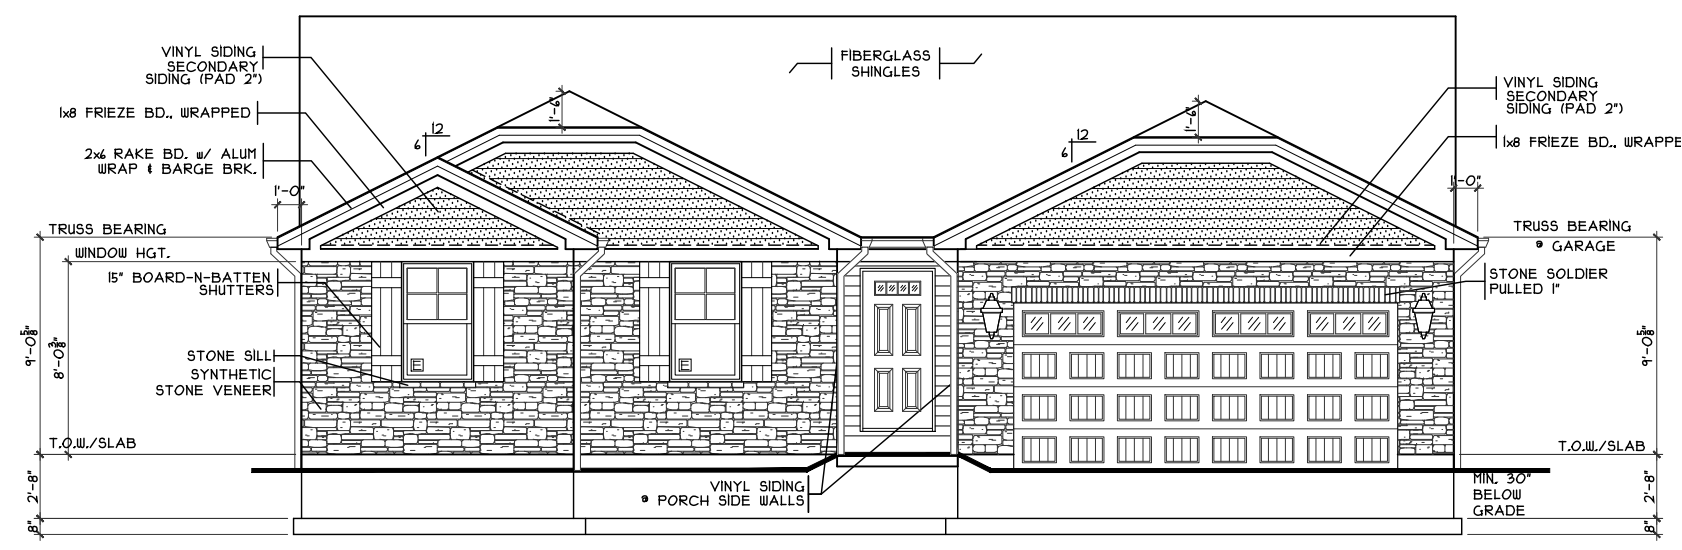 FIBERGLASS
SHINGLES
VINYL SIDING
SECONDARY
SIDING (PAD 2")
1x8 FRIEZE BD., WRAPPED
2x6 RAKE BD. w/ ALUM
WRAP & BARGE BRK.
1'-0"
12
6
1'-6"
TRUSS BEARING
WINDOW HGT.
15" BOARD-N-BATTEN
SHUTTERS
STONE SILL
SYNTHETIC
STONE VENEER
T.O.W./SLAB
9'-0 5/8"
8'-0 3/8"
2'-8"
8"
E
E
VINYL SIDING
@ PORCH SIDE WALLS
12
6
1'-6"
VINYL SIDING
SECONDARY
SIDING (PAD 2")
1x8 FRIEZE BD., WRAPPE
1'-0"
TRUSS BEARING
@ GARAGE
STONE SOLDIER
PULLED 1"
9'-0 5/8"
T.O.W./SLAB
MIN. 30"
BELOW
GRADE
2'-8"
8"